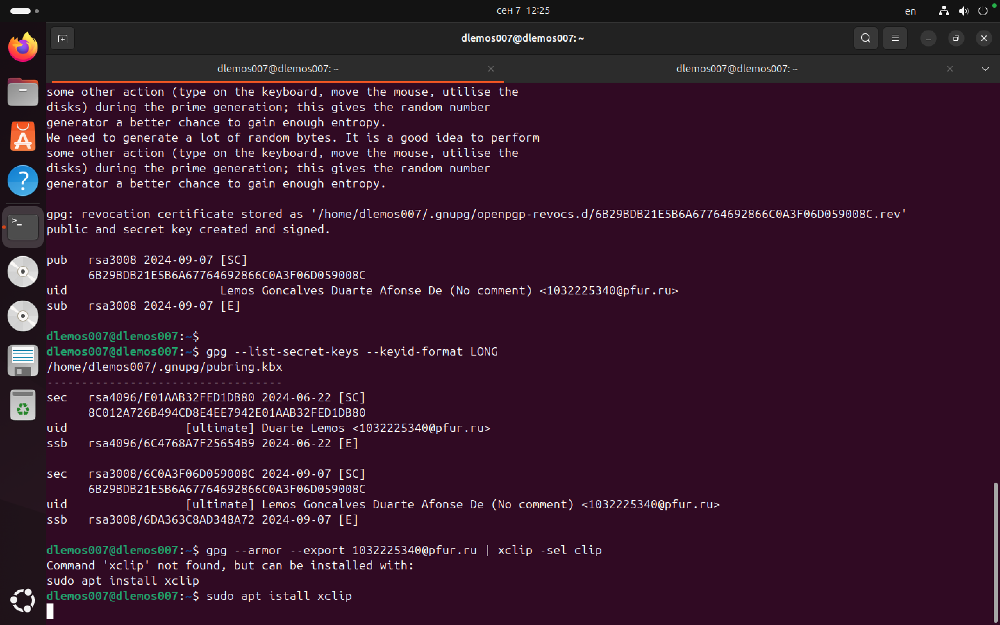 сен 7 12:25
en
dlemos007@dlemos007: ~
dlemos007@dlemos007: ~
dlemos007@dlemos007: ~
some other action (type on the keyboard, move the mouse, utilise the
disks) during the prime generation; this gives the random number
generator a better chance to gain enough entropy.
We need to generate a lot of random bytes. It is a good idea to perform
some other action (type on the keyboard, move the mouse, utilise the
disks) during the prime generation; this gives the random number
generator a better chance to gain enough entropy.
gpg: revocation certificate stored as '/home/dlemos007/.gnupg/openpgp-revocs.d/6B29BDB21E5B6A67764692866C0A3F06D059008C.rev'
public and secret key created and signed.
pub   rsa3008 2024-09-07 [SC]
      6B29BDB21E5B6A67764692866C0A3F06D059008C
uid                      Lemos Goncalves Duarte Afonse De (No comment) <1032225340@pfur.ru>
sub   rsa3008 2024-09-07 [E]
dlemos007@dlemos007:~$
dlemos007@dlemos007:~$ gpg --list-secret-keys --keyid-format LONG
/home/dlemos007/.gnupg/pubring.kbx
----------------------------------
sec   rsa4096/E01AAB32FED1DB80 2024-06-22 [SC]
      8C012A726B494CD8E4EE7942E01AAB32FED1DB80
uid                 [ultimate] Duarte Lemos <1032225340@pfur.ru>
ssb   rsa4096/6C4768A7F25654B9 2024-06-22 [E]
sec   rsa3008/6C0A3F06D059008C 2024-09-07 [SC]
      6B29BDB21E5B6A67764692866C0A3F06D059008C
uid                 [ultimate] Lemos Goncalves Duarte Afonse De (No comment) <1032225340@pfur.ru>
ssb   rsa3008/6DA363C8AD348A72 2024-09-07 [E]
dlemos007@dlemos007:~$ gpg --armor --export 1032225340@pfur.ru | xclip -sel clip
Command 'xclip' not found, but can be installed with:
sudo apt install xclip
dlemos007@dlemos007:~$ sudo apt istall xclip